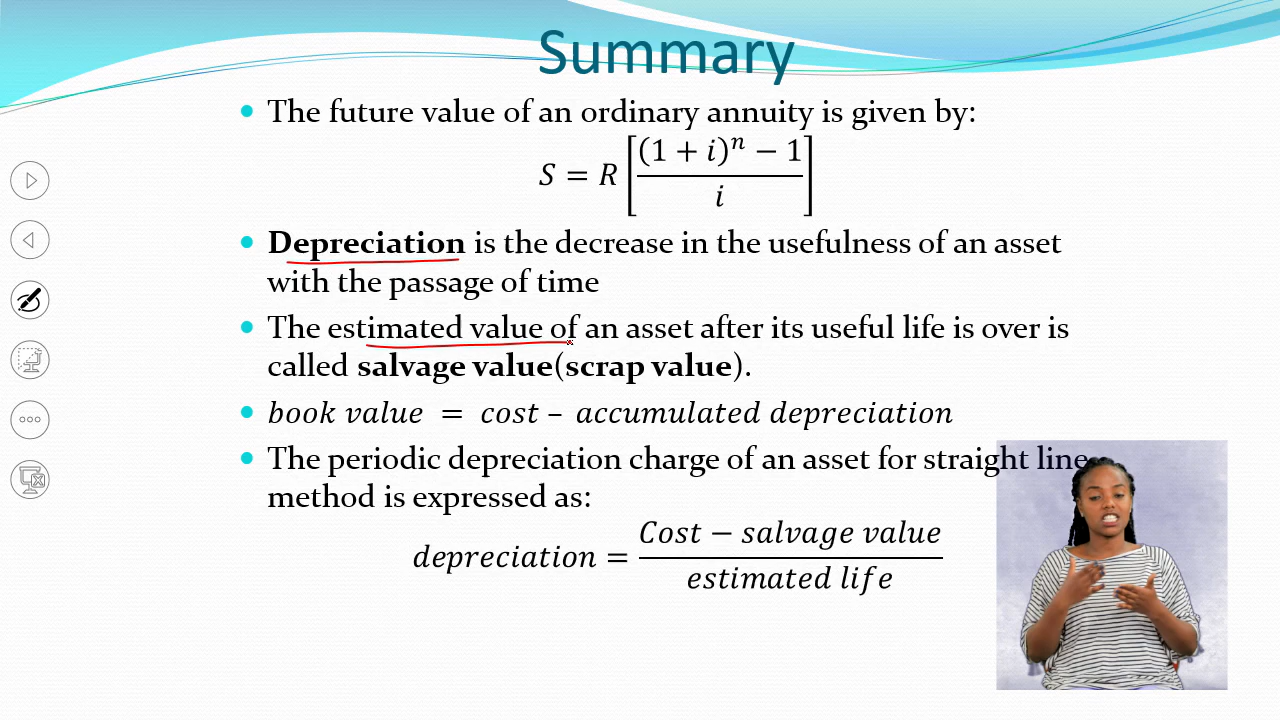 Summary
• The future value of an ordinary annuity is given by:
S = R [((1 + i)^n − 1) / i]
• Depreciation is the decrease in the usefulness of an asset
with the passage of time
• The estimated value of an asset after its useful life is over is
called salvage value(scrap value).
• book value = cost – accumulated depreciation
• The periodic depreciation charge of an asset for straight line
method is expressed as:
depreciation = (Cost − salvage value) / (estimated life)